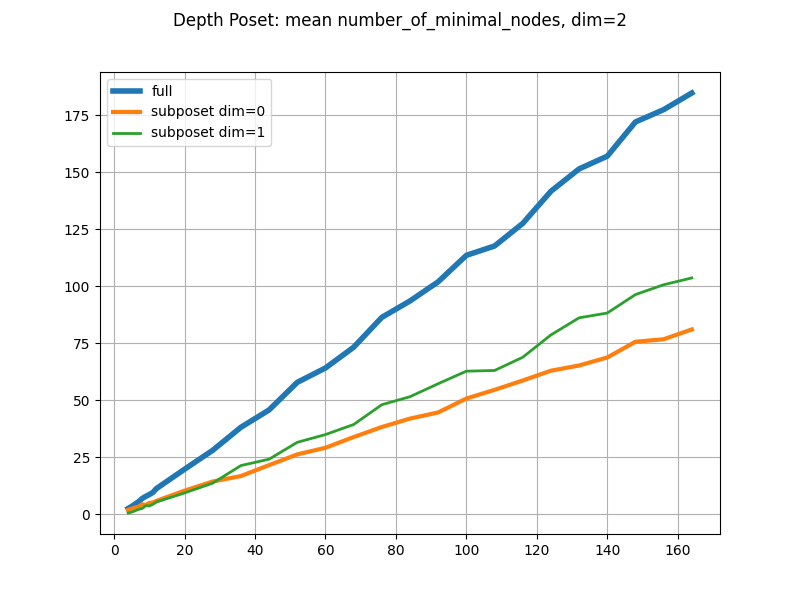 Depth Poset: mean number_of_minimal_nodes, dim=2
full
subposet dim=0
subposet dim=1
175
150
125
100
75
50
25
0
0 20 40 60 80 100 120 140 160